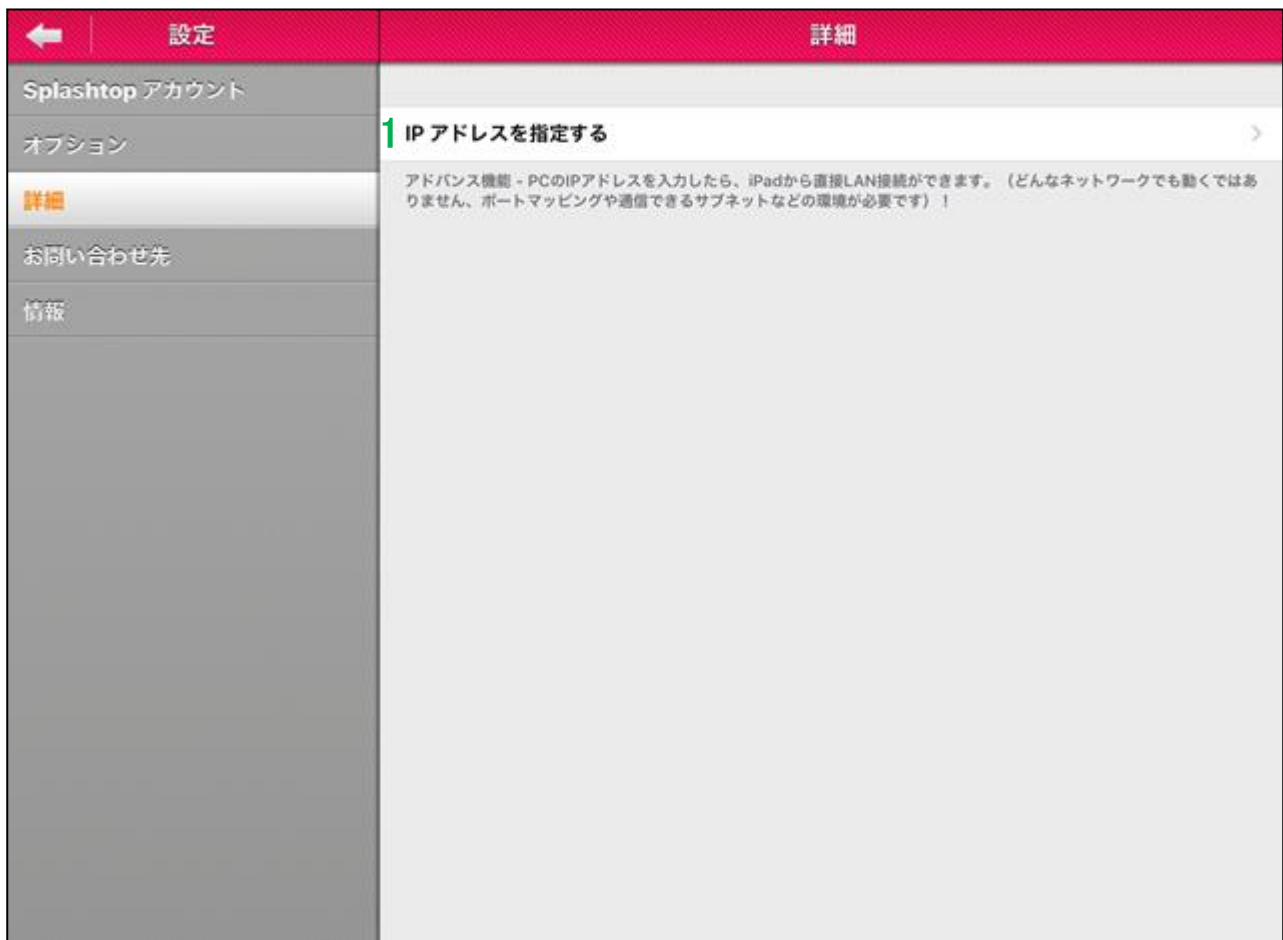 設定
詳細
Splashtop アカウント
オプション
詳細
お問い合わせ先
情報
1 IP アドレスを指定する
アドバンス機能 - PCのIPアドレスを入力したら、iPadから直接LAN接続ができます。（どんなネットワークでも動くではあ
りません、ポートマッピングや通信できるサブネットなどの環境が必要です）！